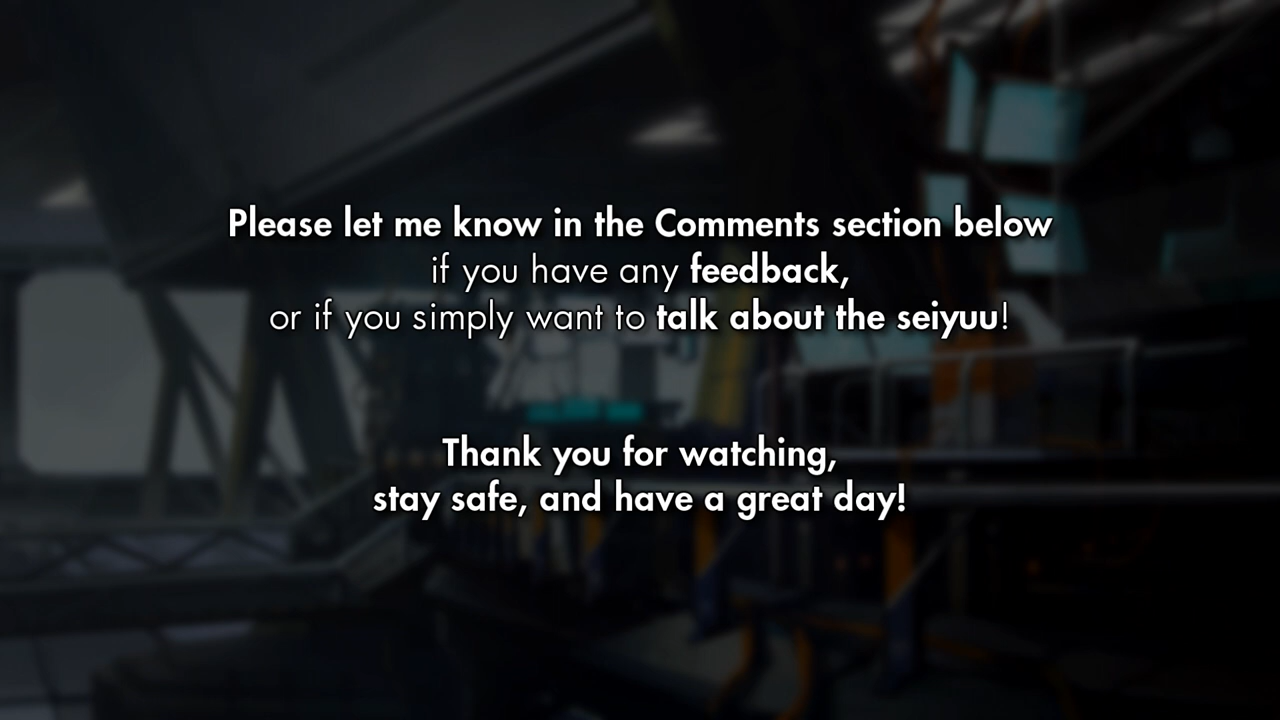 Please let me know in the Comments section below
if you have any feedback,
or if you simply want to talk about the seiyuu!
Thank you for watching,
stay safe, and have a great day!